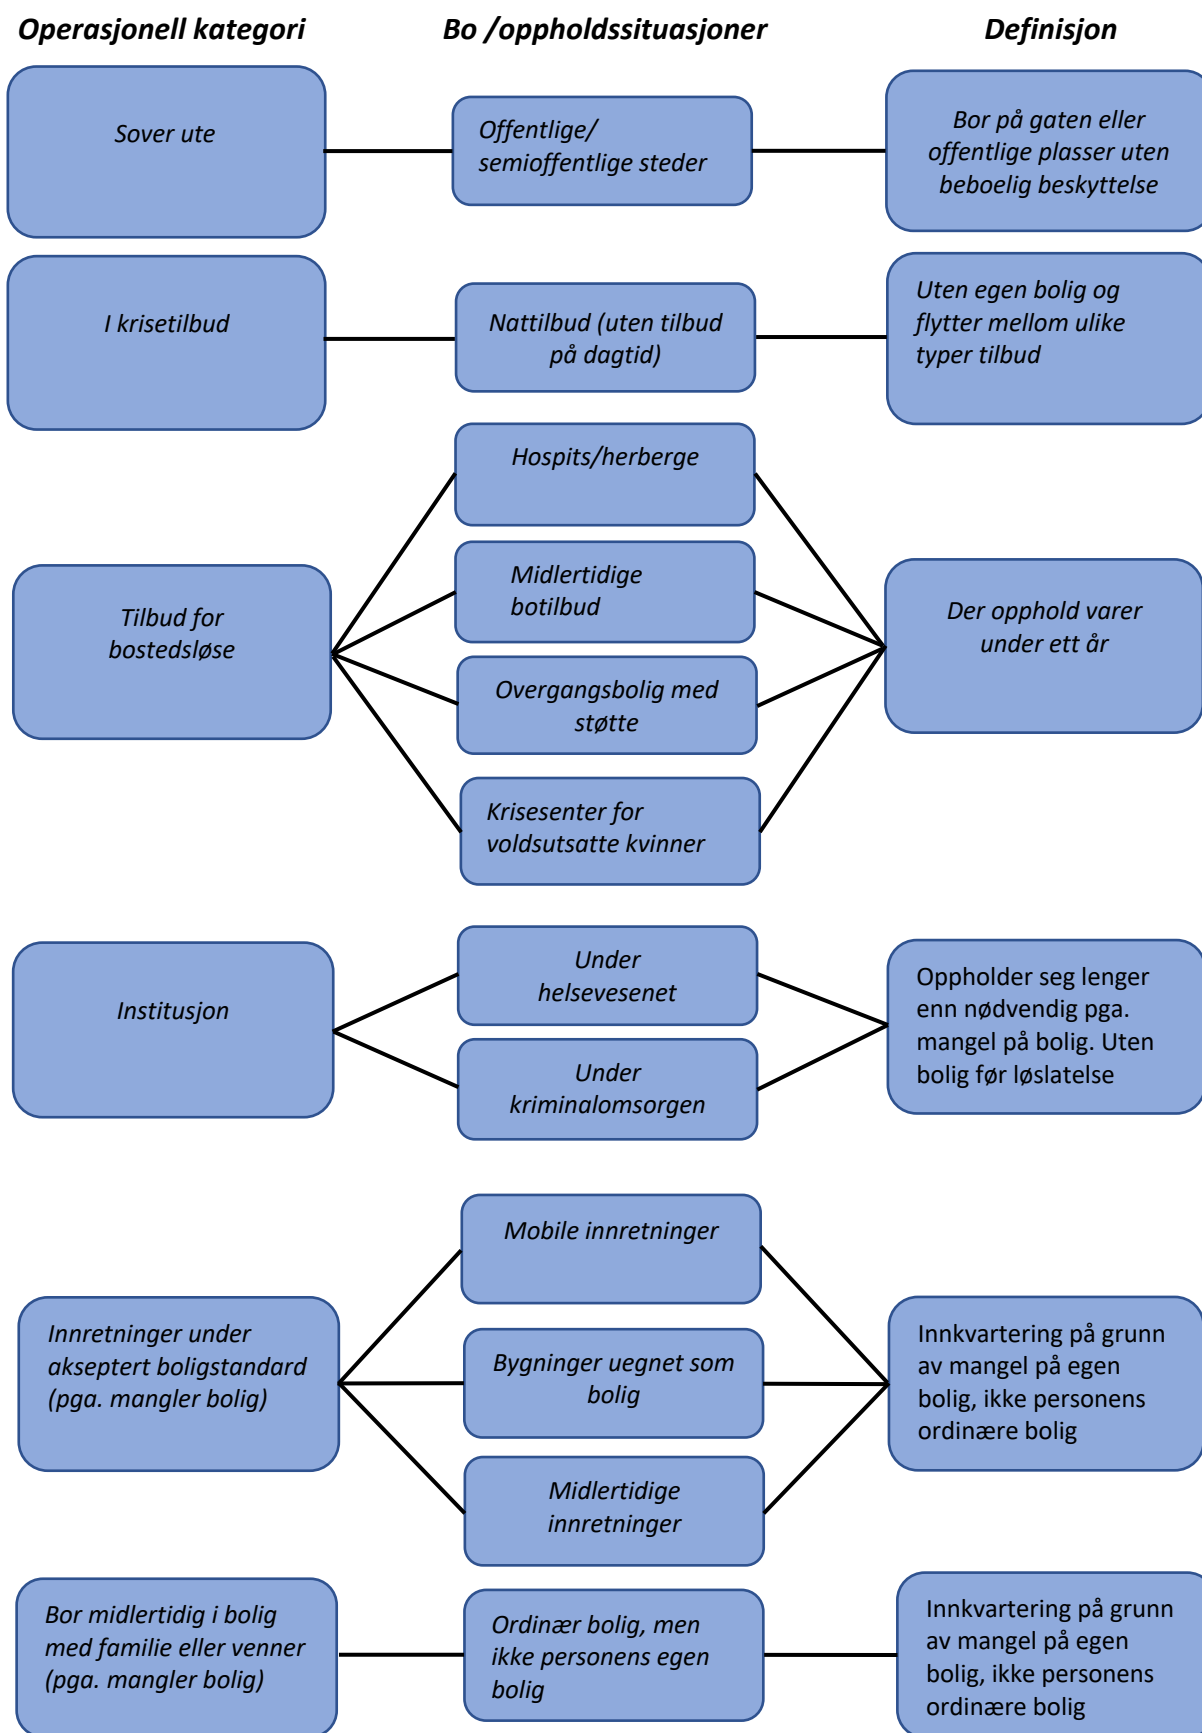 Operasjonell kategori
Bo /oppholdssituasjoner
Definisjon
Sover ute
Offentlige/
semioffentlige steder
Bor på gaten eller
offentlige plasser uten
beboelig beskyttelse
I krisetilbud
Nattilbud (uten tilbud
på dagtid)
Uten egen bolig og
flytter mellom ulike
typer tilbud
Tilbud for
bostedsløse
Hospits/herberge
Midlertidige
botilbud
Overgangsbolig med
støtte
Krisesenter for
voldsutsatte kvinner
Der opphold varer
under ett år
Institusjon
Under
helsevesenet
Under
kriminalomsorgen
Oppholder seg lenger
enn nødvendig pga.
mangel på bolig. Uten
bolig før løslatelse
Innretninger under
akseptert boligstandard
(pga. mangler bolig)
Mobile innretninger
Bygninger uegnet som
bolig
Midlertidige
innretninger
Innkvartering på grunn
av mangel på egen
bolig, ikke personens
ordinære bolig
Bor midlertidig i bolig
med familie eller venner
(pga. mangler bolig)
Ordinær bolig, men
ikke personens egen
bolig
Innkvartering på grunn
av mangel på egen
bolig, ikke personens
ordinære bolig